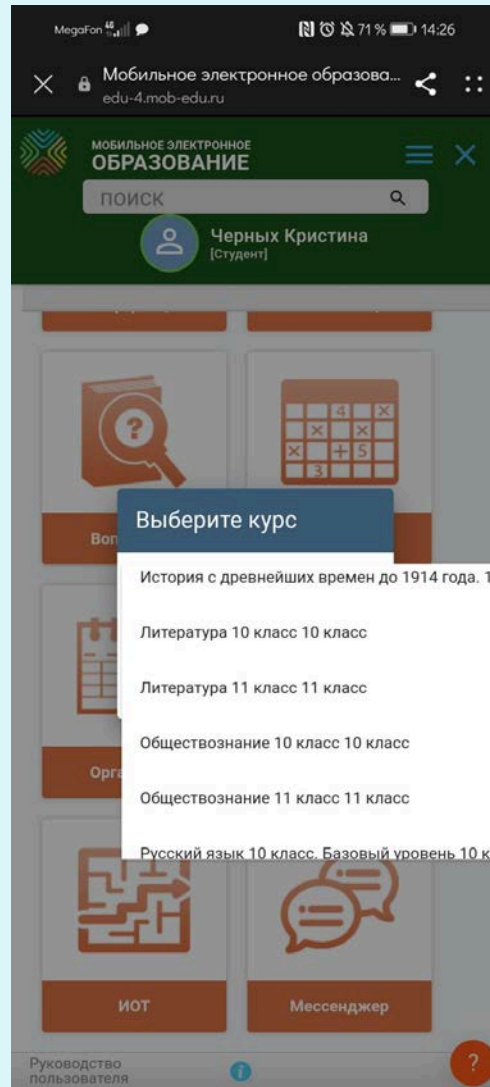 MegaFon 4G 71 % 14:26
Мобильное электронное образова...
edu-4.mob-edu.ru
МОБИЛЬНОЕ ЭЛЕКТРОННОЕ
ОБРАЗОВАНИЕ
ПОИСК
Черных Кристина
[Студент]
?
4 X
X X
X + 5
3
Выберите курс
Воп
История с древнейших времен до 1914 года. 1
Литература 10 класс 10 класс
Литература 11 класс 11 класс
Обществознание 10 класс 10 класс
Орга
Обществознание 11 класс 11 класс
Русский язык 10 класс. Базовый уровень 10 к
ИОТ Мессенджер
Руководство
пользователя
i
?